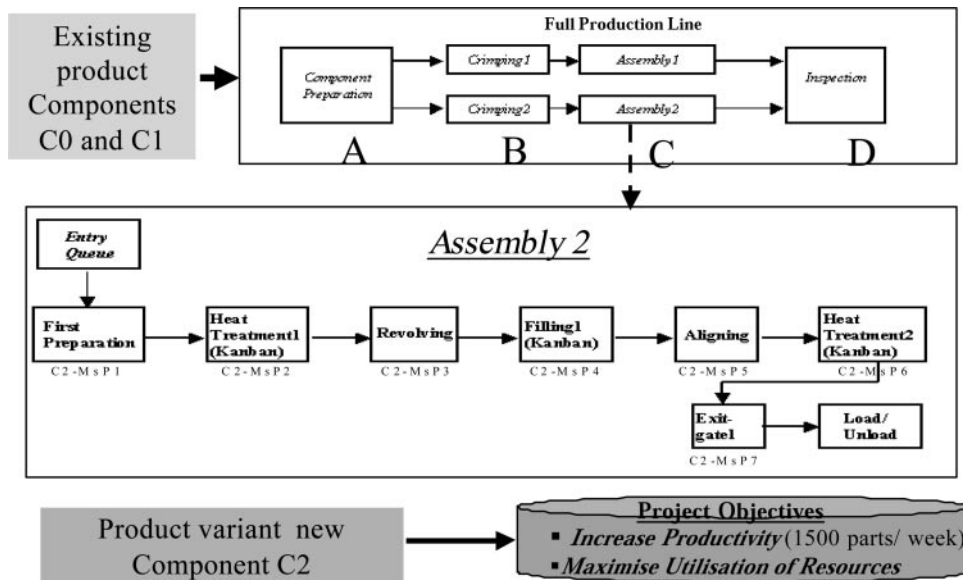 Existing
product
Components
C0 and C1
Full Production Line
Component
Preparation
Crimping1
Assembly1
Inspection
Crimping2
Assembly2
A
B
C
D
Entry
Queue
Assembly 2
First
Preparation
C2-MsP1
Heat
Treatment1
(Kanban)
C2-MsP2
Revolving
C2-MsP3
Filling1
(Kanban)
C2-MsP4
Aligning
C2-MsP5
Heat
Treatment2
(Kanban)
C2-MsP6
Exit-
gate1
C2-MsP7
Load/
Unload
Product variant new
Component C2
Project Objectives
▪ Increase Productivity (1500 parts/ week)
▪ Maximise Utilisation of Resources